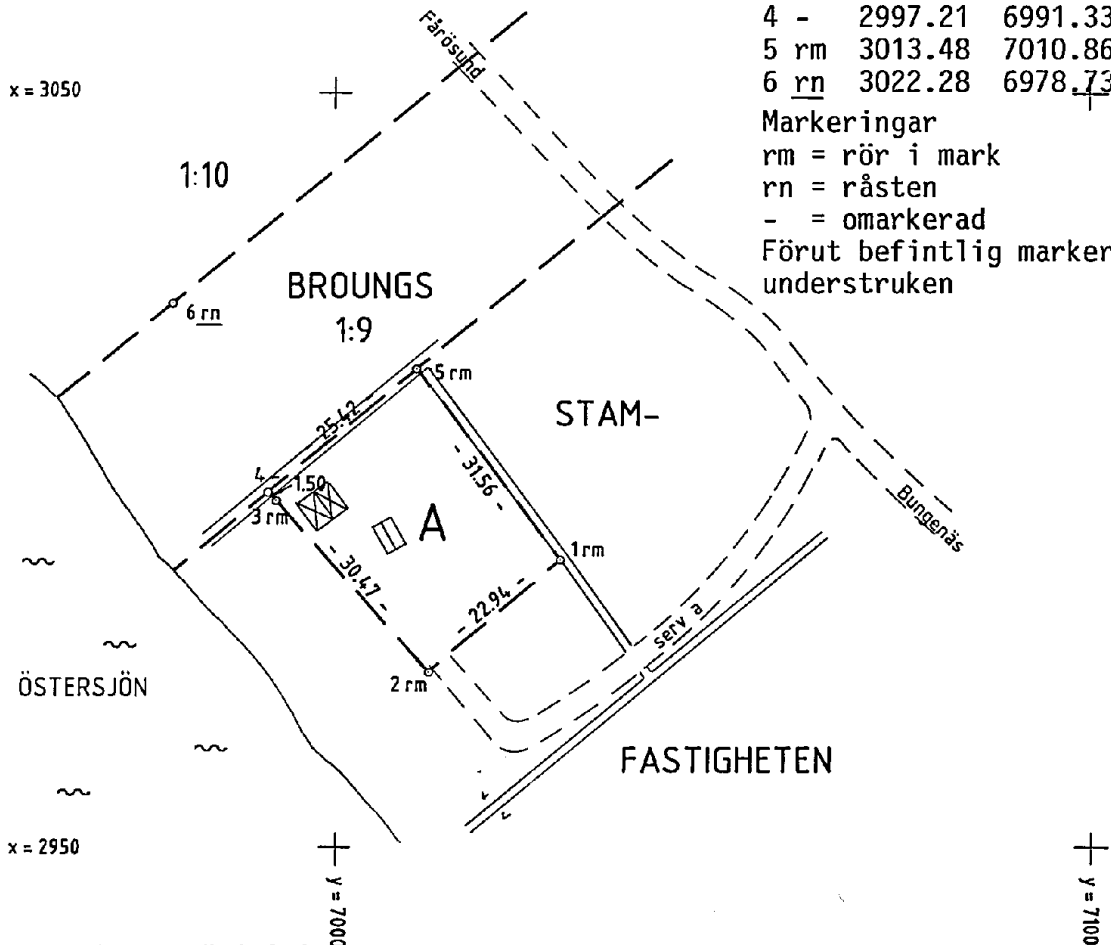 4 - 2997.21 6991.33
5 rm 3013.48 7010.86
6 rn 3022.28 6978.73
Markeringar
rm = rör i mark
rn = råsten
- = omarkerad
Förut befintlig marker
understruken
Fårösund
x = 3050
1:10
BROUNGS
1:9
6 rn
5 rm
25.42
STAM-
4
1.50
3 rm
- 31.56 -
A
Bungenäs
1 rm
- 30.47 -
- 22.94 -
serv a
2 rm
ÖSTERSJÖN
FASTIGHETEN
x = 2950
y = 7000
y = 7100